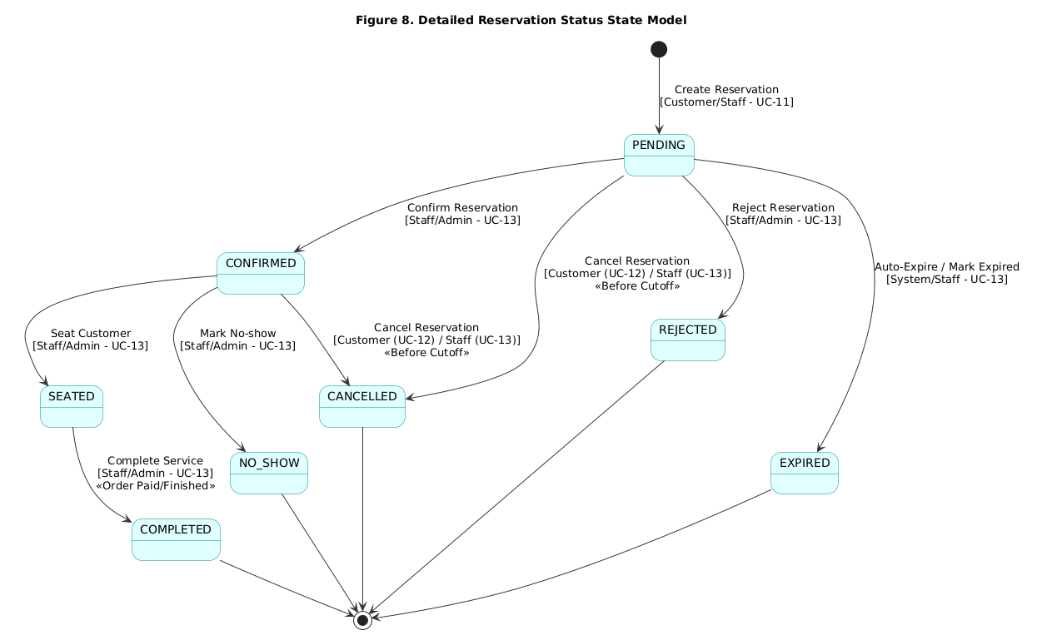 Figure 8. Detailed Reservation Status State Model
Create Reservation
[Customer/Staff - UC-11]
PENDING
Confirm Reservation
[Staff/Admin - UC-13]
Reject Reservation
[Staff/Admin - UC-13]
Cancel Reservation
[Customer (UC-12) / Staff (UC-13)]
«Before Cutoff»
Auto-Expire / Mark Expired
[System/Staff - UC-13]
CONFIRMED
Seat Customer
[Staff/Admin - UC-13]
Mark No-show
[Staff/Admin - UC-13]
Cancel Reservation
[Customer (UC-12) / Staff (UC-13)]
«Before Cutoff»
REJECTED
SEATED
CANCELLED
Complete Service
[Staff/Admin - UC-13]
«Order Paid/Finished»
NO_SHOW
EXPIRED
COMPLETED